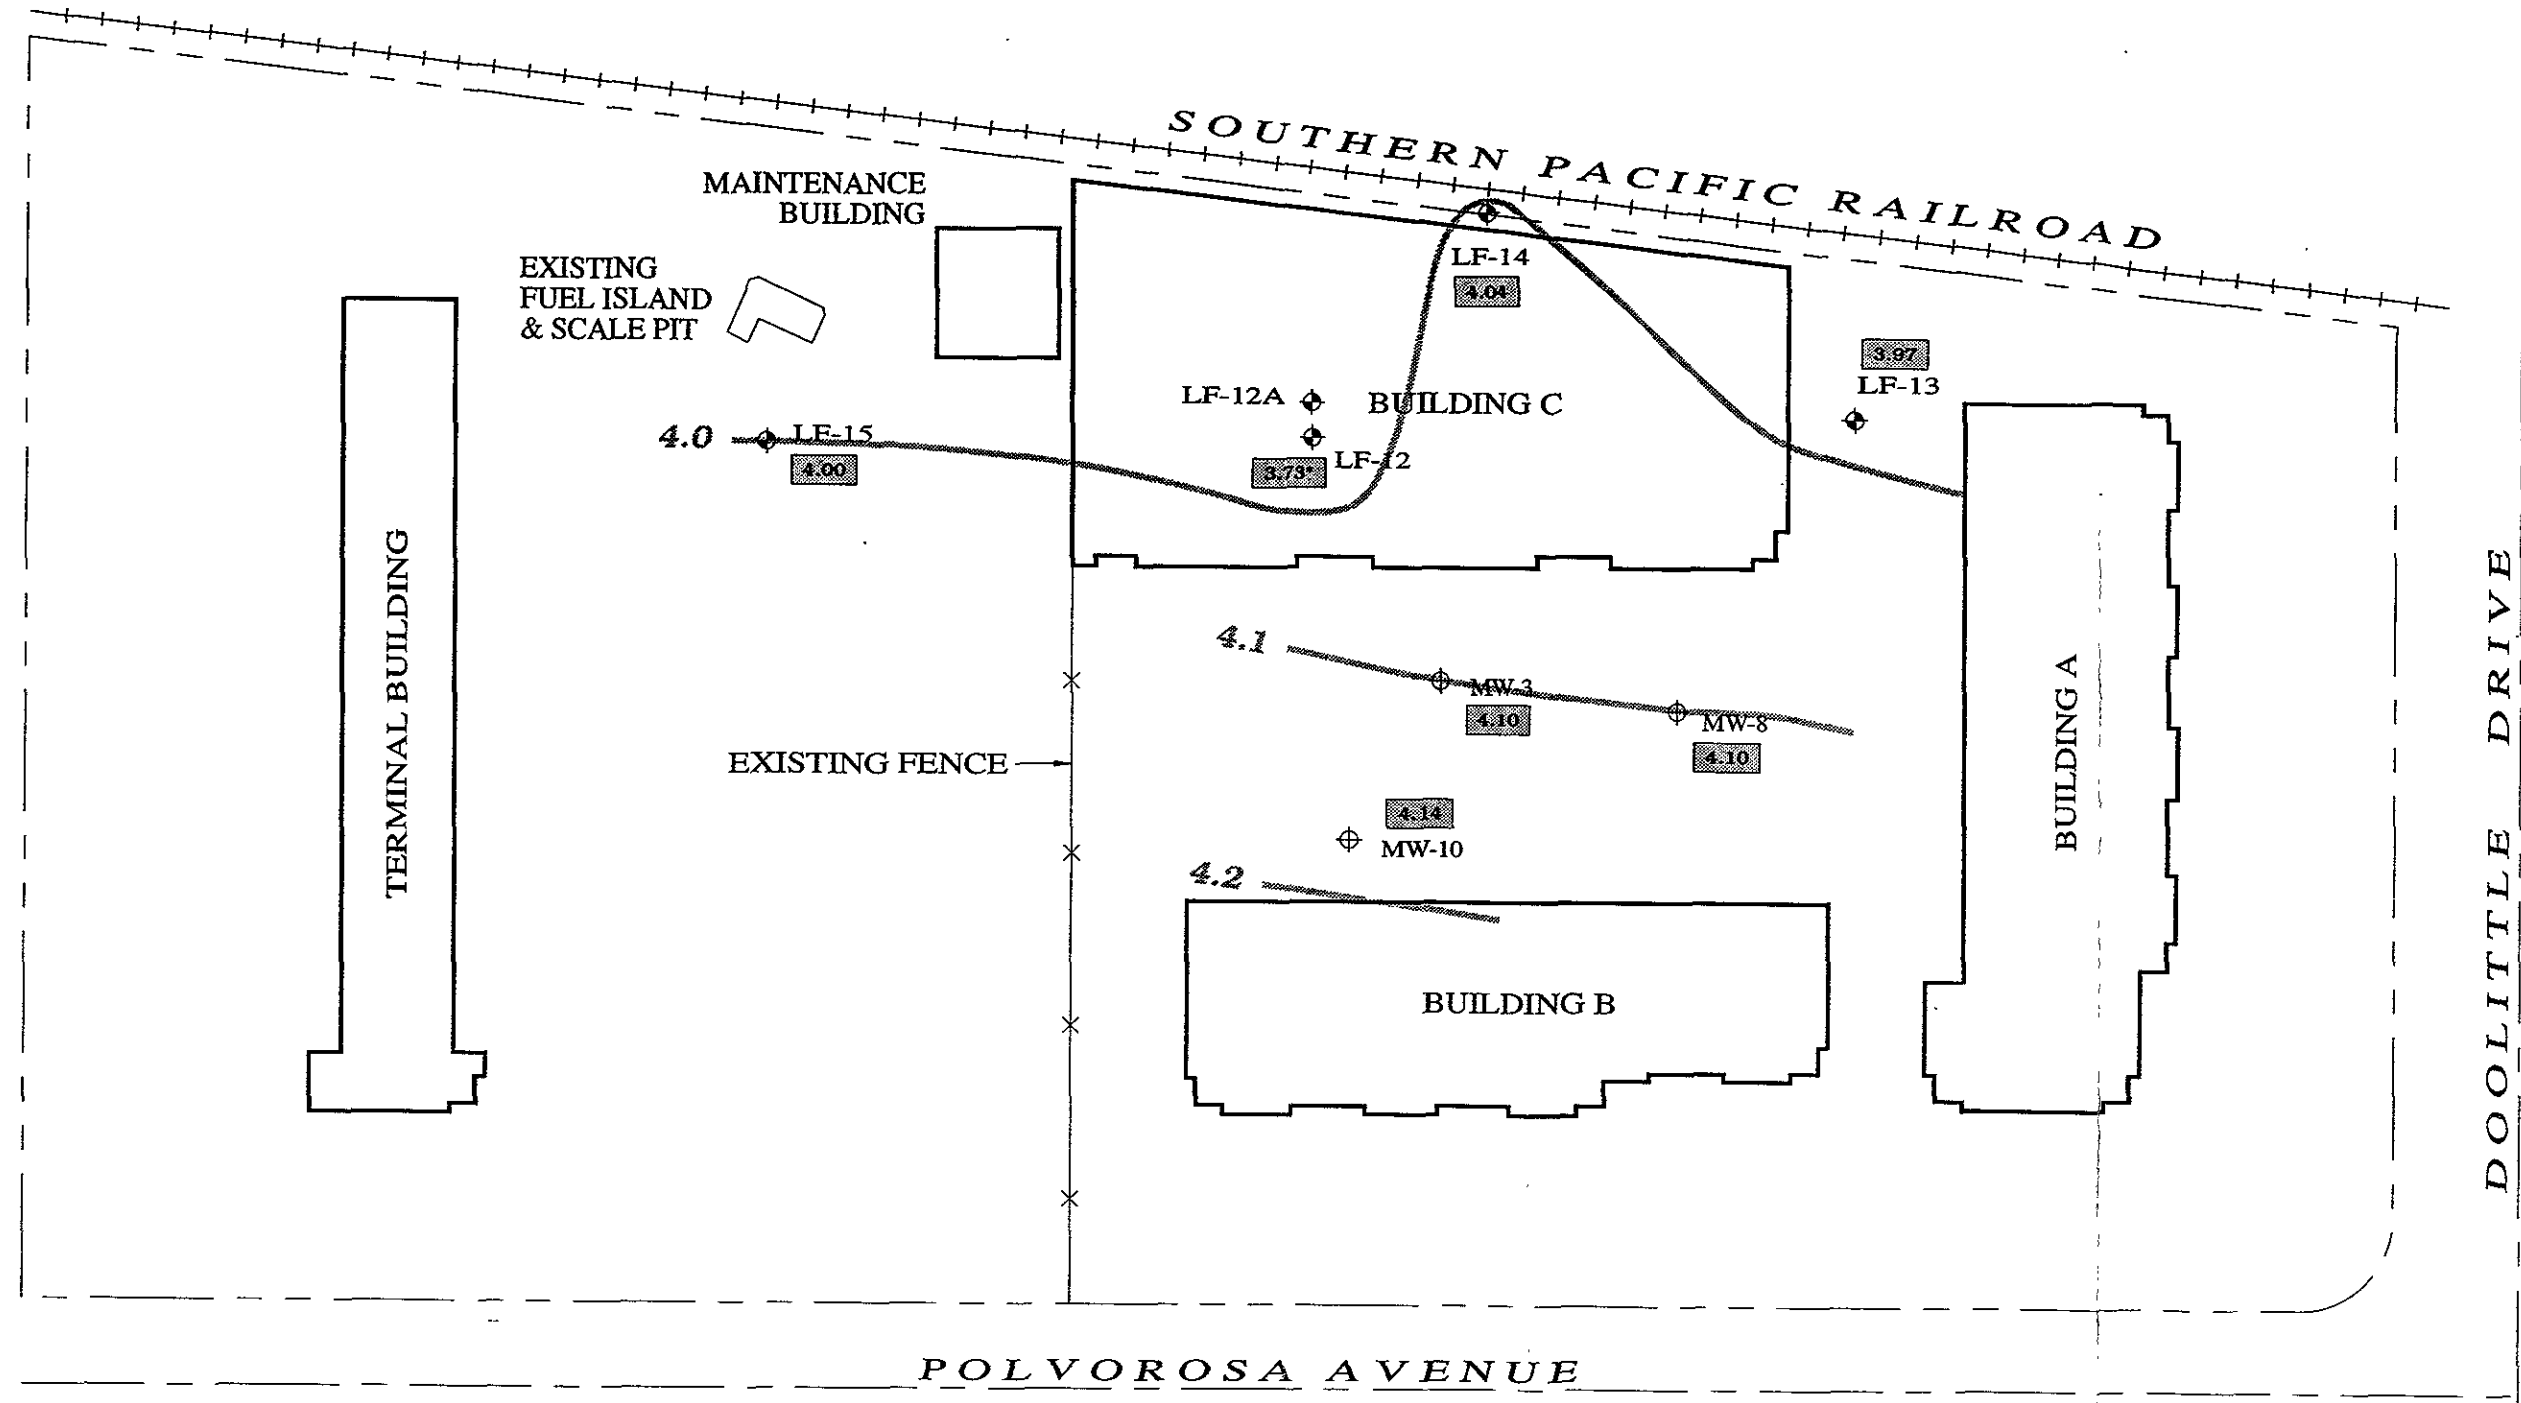 SOUTHERN PACIFIC RAILROAD
MAINTENANCE
BUILDING
EXISTING
FUEL ISLAND
& SCALE PIT
LF-14
4.04
3.97
LF-13
LF-12A
BUILDING C
4.0
LF-15
4.00
LF-12
3.73*
TERMINAL BUILDING
4.1
MW-3
4.10
MW-8
4.10
EXISTING FENCE
4.14
MW-10
4.2
BUILDING A
BUILDING B
DOOLITTLE DRIVE
POLVOROSA AVENUE